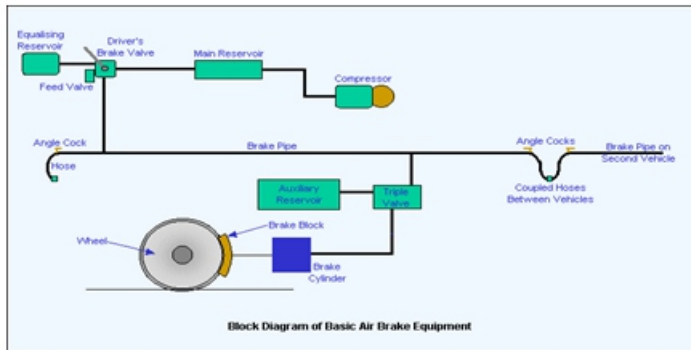 Equalising
Reservoir
Driver's
Brake Valve
Main Reservoir
Compressor
Feed Valve
Angle Cock
Hose
Brake Pipe
Angle Cocks
Brake Pipe on
Second Vehicle
Coupled Hoses
Between Vehicles
Auxiliary
Reservoir
Triple
Valve
Brake Block
Wheel
Brake
Cylinder
Block Diagram of Basic Air Brake Equipment